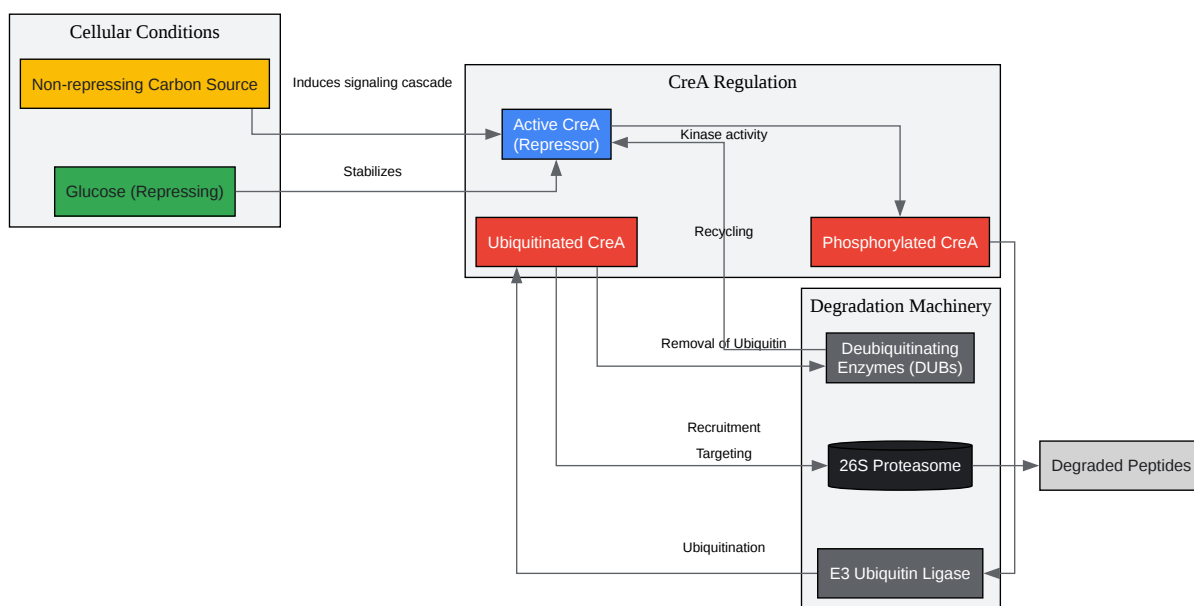 Cellular Conditions
Non-repressing Carbon Source
Induces signaling cascade
CreA Regulation
Active CreA
(Repressor)
Kinase activity
Glucose (Repressing)
Stabilizes
Ubiquitinated CreA
Recycling
Phosphorylated CreA
Degradation Machinery
Removal of Ubiquitin
Deubiquitinating
Enzymes (DUBs)
Recruitment
Targeting
26S Proteasome
Degraded Peptides
Ubiquitination
E3 Ubiquitin Ligase